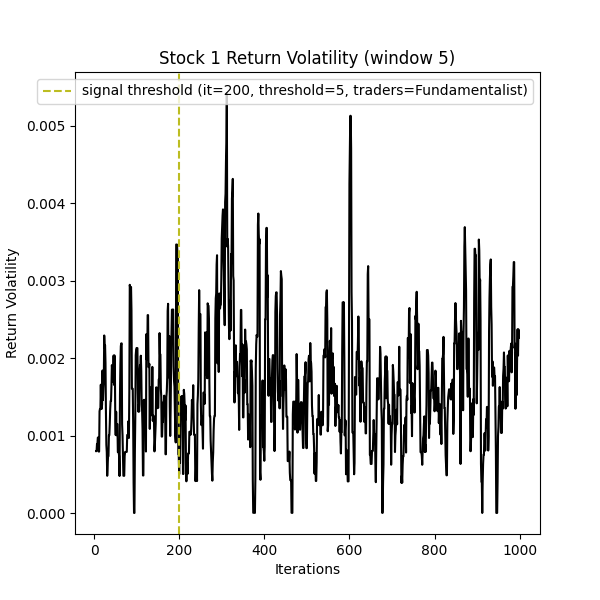 Stock 1 Return Volatility (window 5)
signal threshold (it=200, threshold=5, traders=Fundamentalist)
Return Volatility
0.005
0.004
0.003
0.002
0.001
0.000
0 200 400 600 800 1000
Iterations